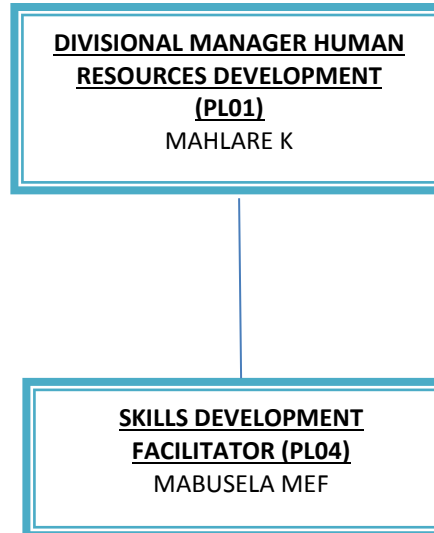 DIVISIONAL MANAGER HUMAN
RESOURCES DEVELOPMENT
(PL01)
MAHLARE K
SKILLS DEVELOPMENT
FACILITATOR (PL04)
MABUSELA MEF